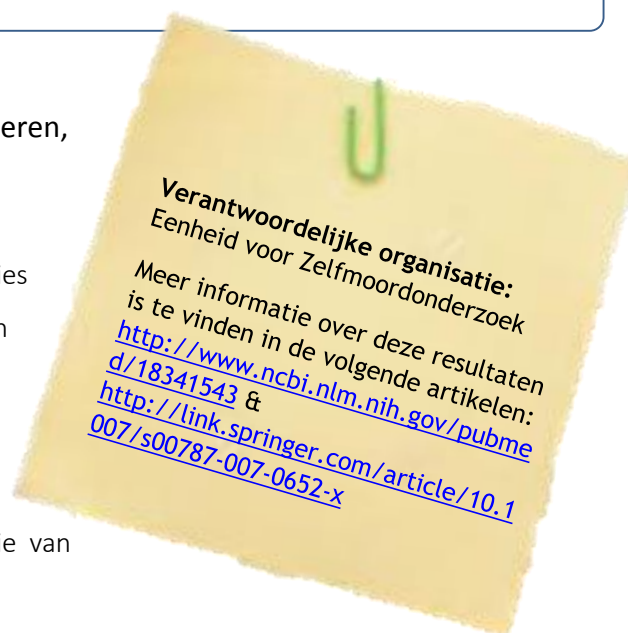 eren,
ies
n
e van
Verantwoordelijke organisatie:
Eenheid voor Zelfmoordonderzoek
Meer informatie over deze resultaten
is te vinden in de volgende artikelen:
http://www.ncbi.nlm.nih.gov/pubme
d/18341543 &
http://link.springer.com/article/10.1
007/s00787-007-0652-x